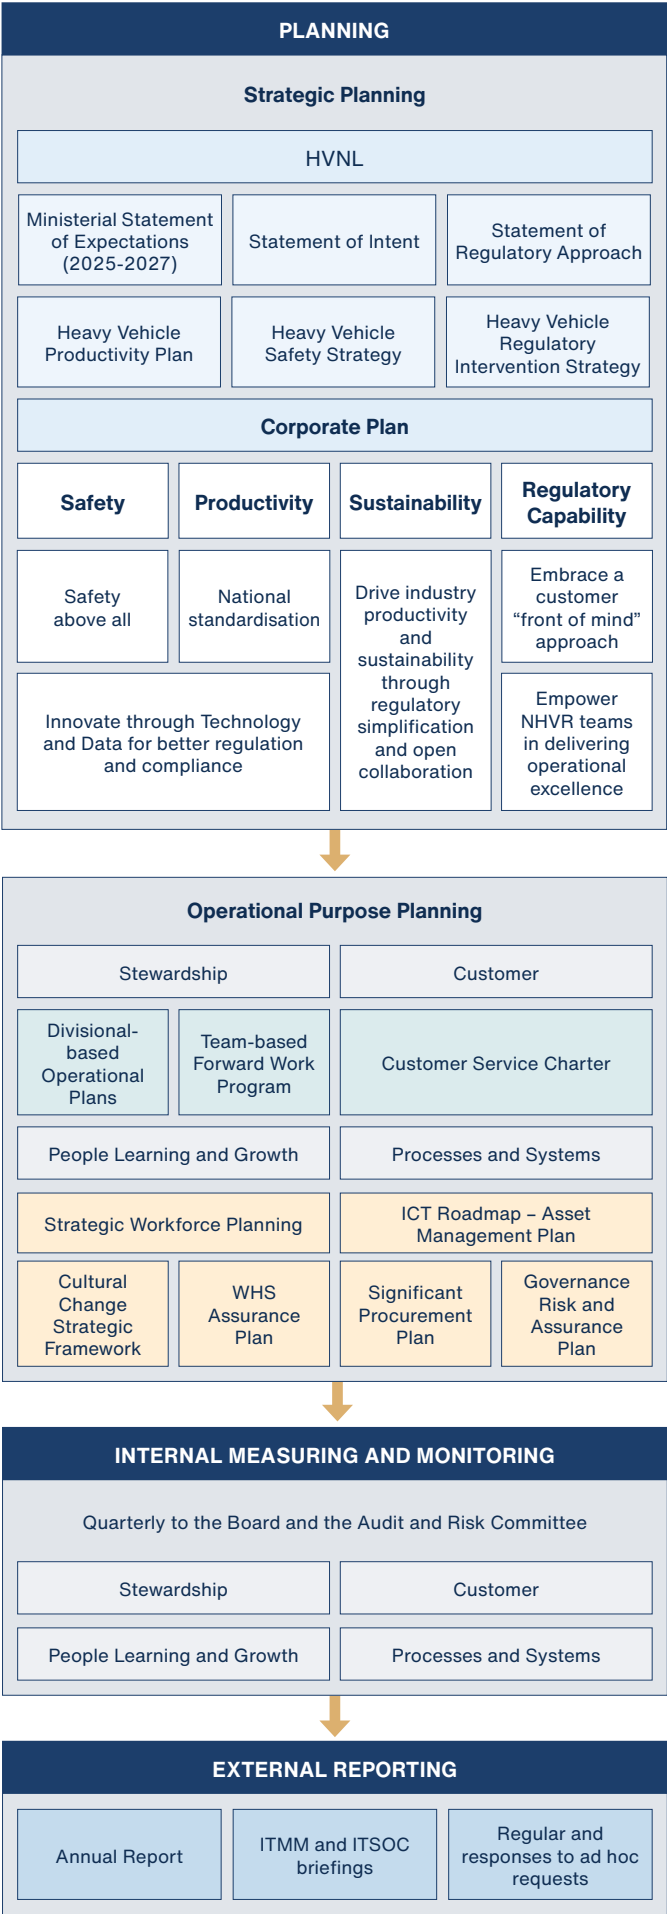 PLANNING
Strategic Planning
HVNL
Ministerial Statement
of Expectations
(2025-2027)
Statement of Intent
Statement of
Regulatory Approach
Heavy Vehicle
Productivity Plan
Heavy Vehicle
Safety Strategy
Heavy Vehicle
Regulatory
Intervention Strategy
Corporate Plan
Safety
Productivity
Sustainability
Regulatory
Capability
Safety
above all
National
standardisation
Drive industry
productivity
and
sustainability
through
regulatory
simplification
and open
collaboration
Embrace a
customer
“front of mind”
approach
Innovate through Technology
and Data for better regulation
and compliance
Empower
NHVR teams
in delivering
operational
excellence
Operational Purpose Planning
Stewardship
Customer
Divisional-
based
Operational
Plans
Team-based
Forward Work
Program
Customer Service Charter
People Learning and Growth
Processes and Systems
Strategic Workforce Planning
ICT Roadmap – Asset
Management Plan
Cultural
Change
Strategic
Framework
WHS
Assurance
Plan
Significant
Procurement
Plan
Governance
Risk and
Assurance
Plan
INTERNAL MEASURING AND MONITORING
Quarterly to the Board and the Audit and Risk Committee
Stewardship
Customer
People Learning and Growth
Processes and Systems
EXTERNAL REPORTING
Annual Report
ITMM and ITSOC
briefings
Regular and
responses to ad hoc
requests